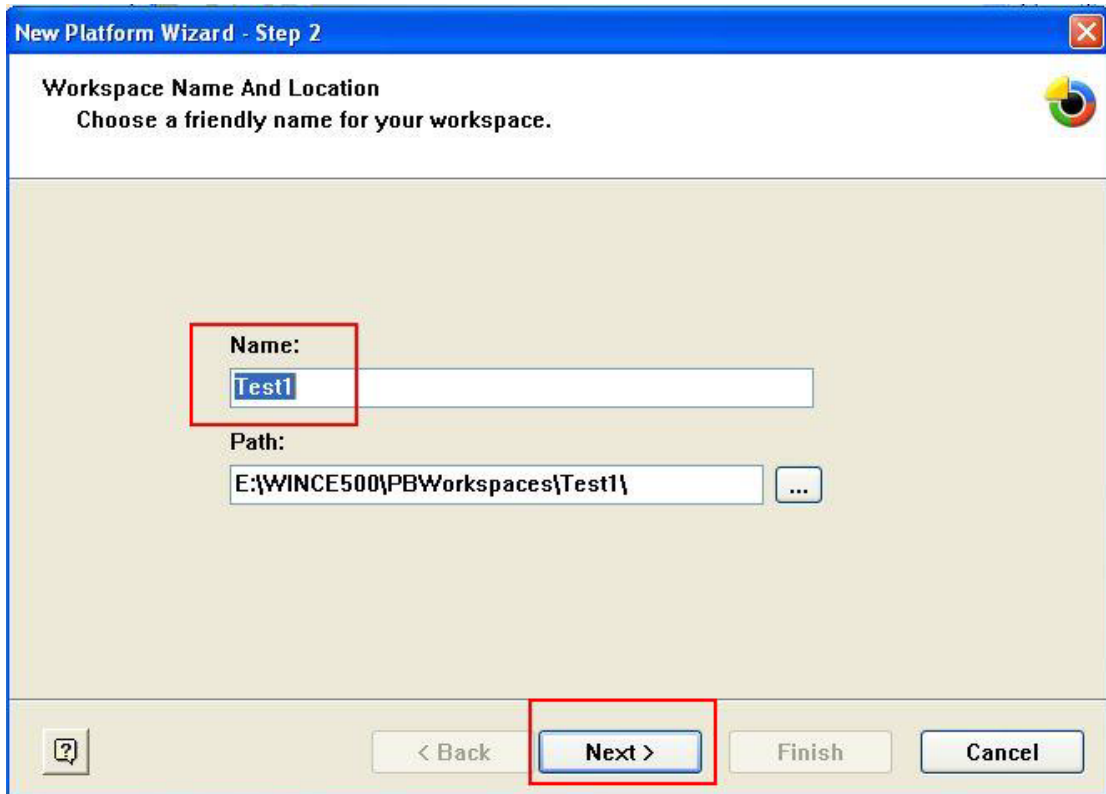 New Platform Wizard - Step 2
Workspace Name And Location
Choose a friendly name for your workspace.
Name:
Test1
Path:
E:\WINCE500\PBWorkspaces\Test1\
...
?
< Back
Next >
Finish
Cancel